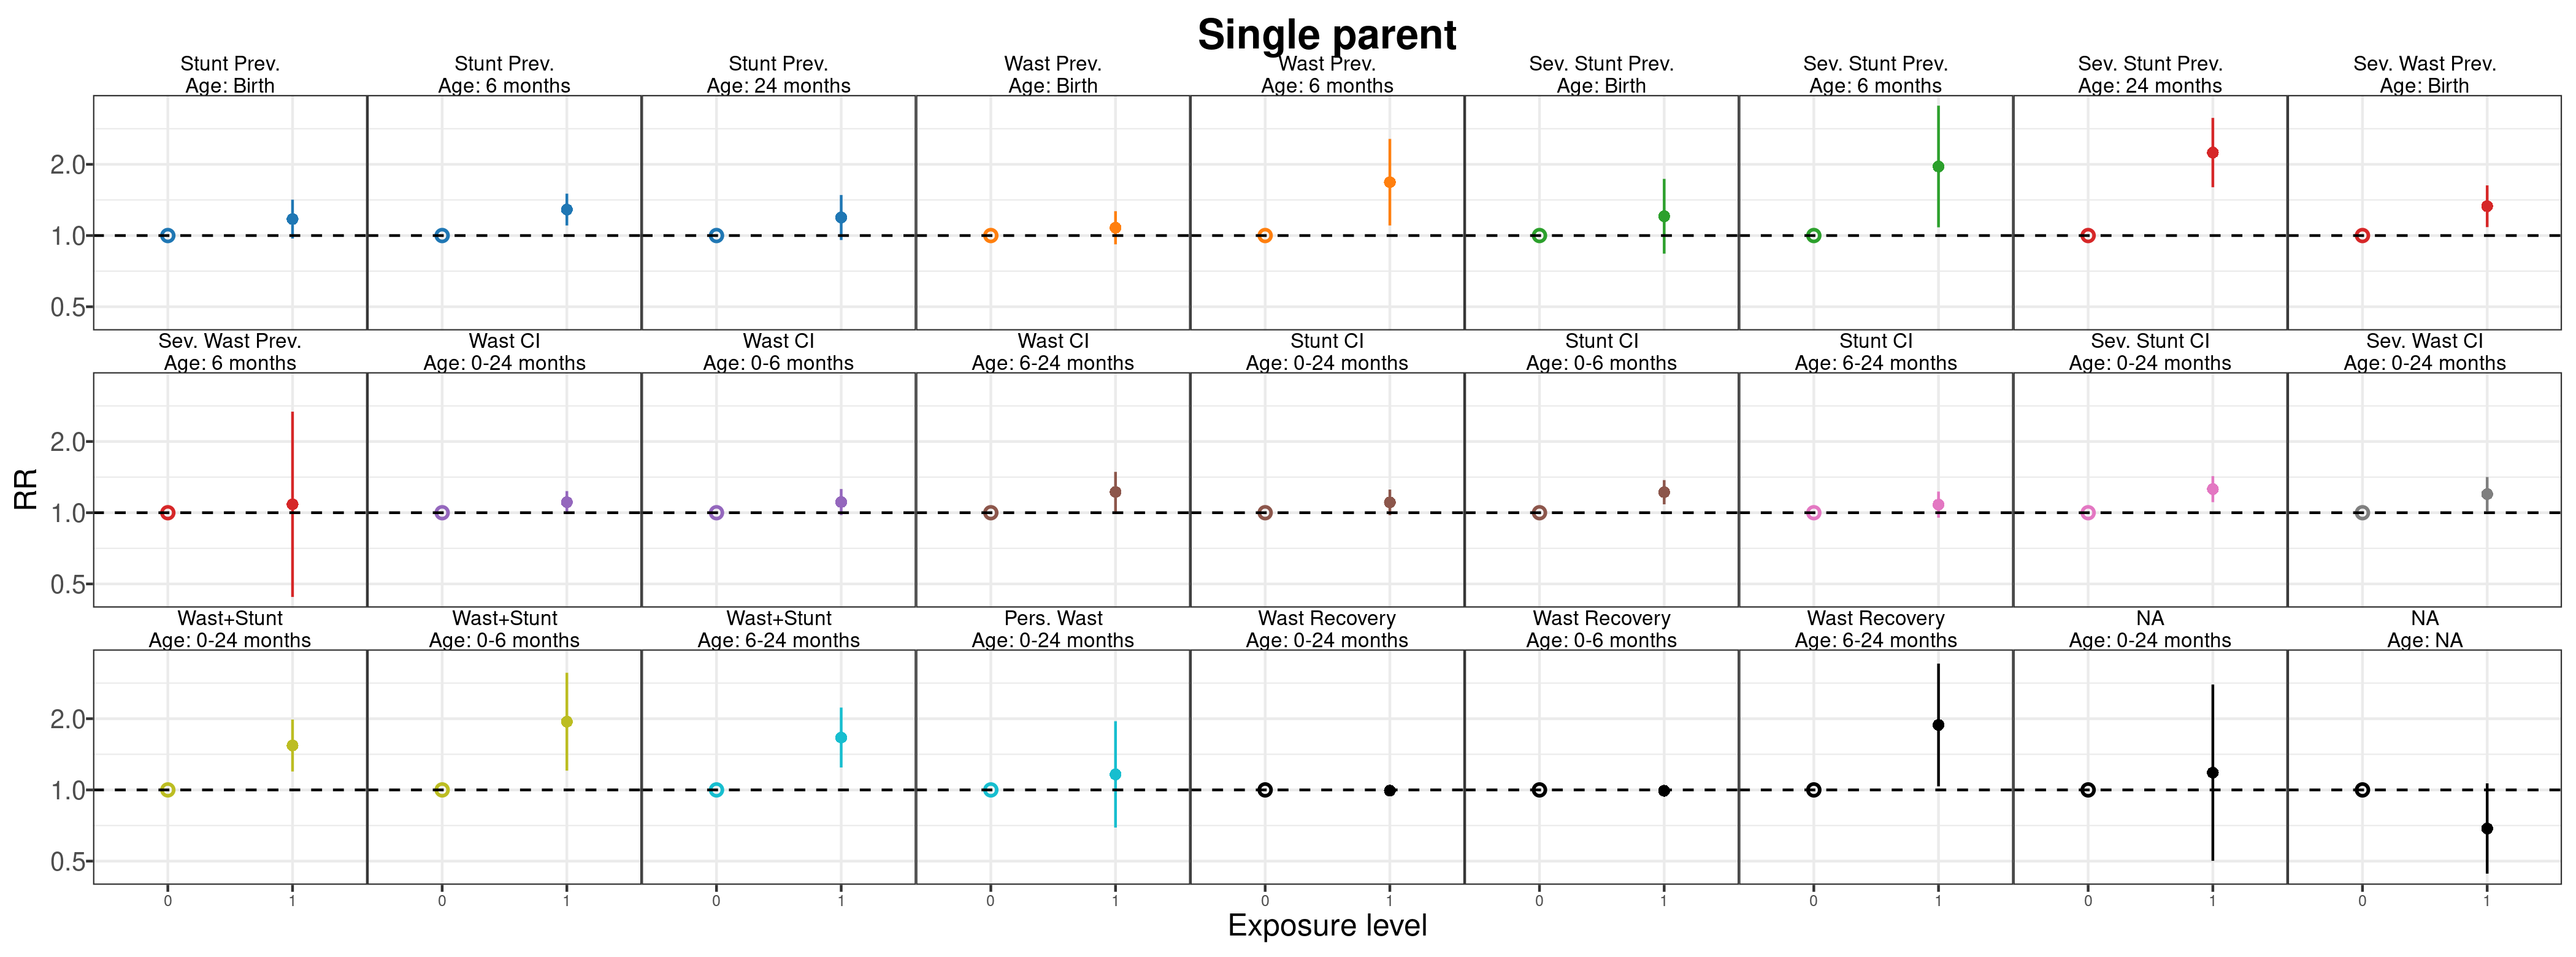 Single parent
Stunt Prev.
Age: Birth
Stunt Prev.
Age: 6 months
Stunt Prev.
Age: 24 months
Wast Prev.
Age: Birth
Wast Prev.
Age: 6 months
Sev. Stunt Prev.
Age: Birth
Sev. Stunt Prev.
Age: 6 months
Sev. Stunt Prev.
Age: 24 months
Sev. Wast Prev.
Age: Birth
2.0
1.0
0.5
Sev. Wast Prev.
Age: 6 months
Wast CI
Age: 0-24 months
Wast CI
Age: 0-6 months
Wast CI
Age: 6-24 months
Stunt CI
Age: 0-24 months
Stunt CI
Age: 0-6 months
Stunt CI
Age: 6-24 months
Sev. Stunt CI
Age: 0-24 months
Sev. Wast CI
Age: 0-24 months
RR
2.0
1.0
0.5
Wast+Stunt
Age: 0-24 months
Wast+Stunt
Age: 0-6 months
Wast+Stunt
Age: 6-24 months
Pers. Wast
Age: 0-24 months
Wast Recovery
Age: 0-24 months
Wast Recovery
Age: 0-6 months
Wast Recovery
Age: 6-24 months
NA
Age: 0-24 months
NA
Age: NA
2.0
1.0
0.5
0 1 0 1 0 1 0 1 0 1 0 1 0 1 0 1 0 1
Exposure level